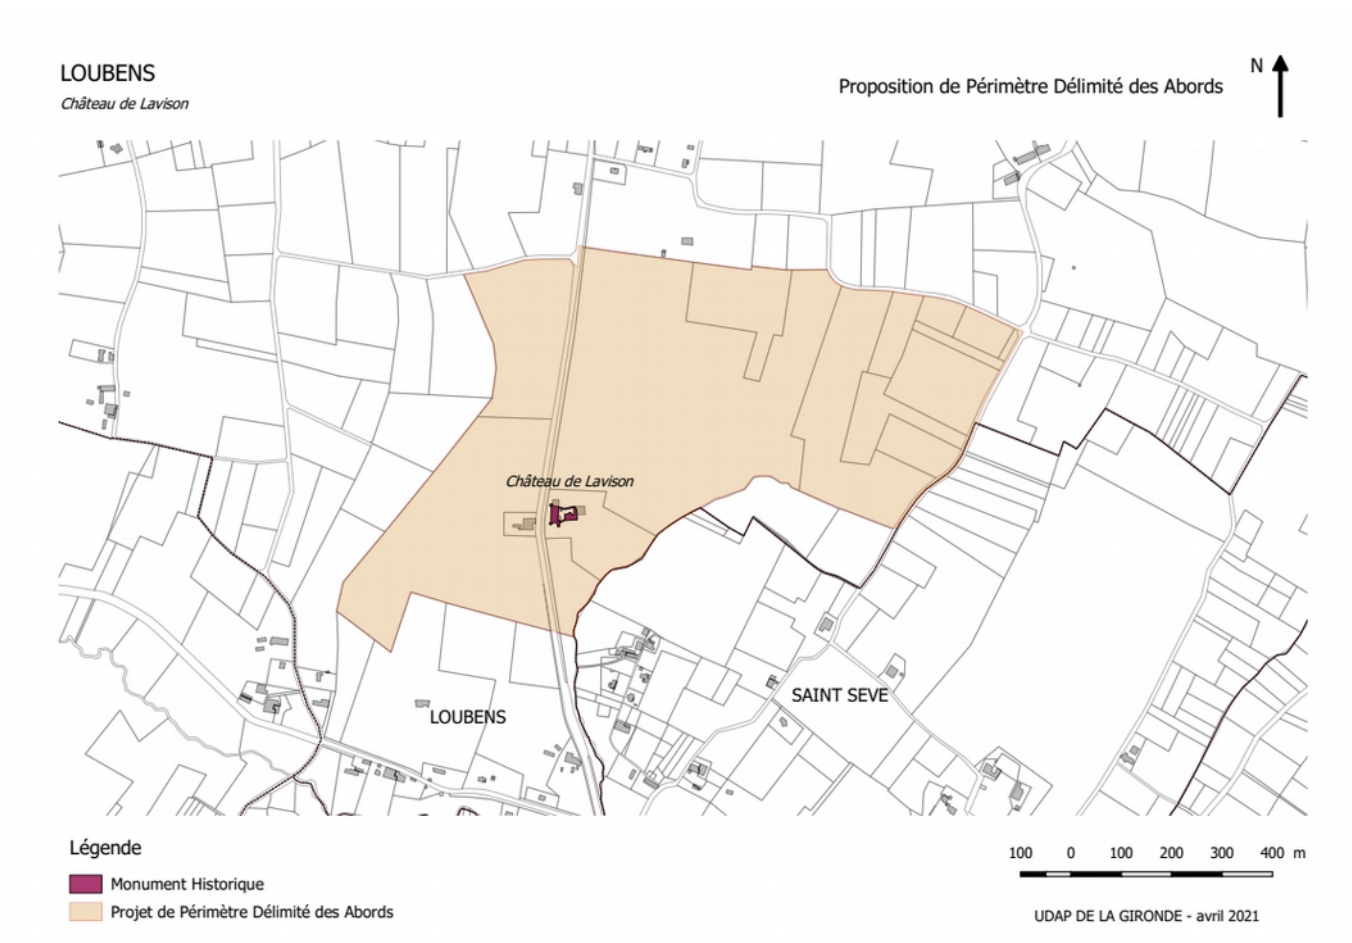 LOUBENS
Château de Lavison
Proposition de Périmètre Délimité des Abords
N
Château de Lavison
SAINT SEVE
LOUBENS
Légende
Monument Historique
Projet de Périmètre Délimité des Abords
100 0 100 200 300 400 m
UDAP DE LA GIRONDE - avril 2021